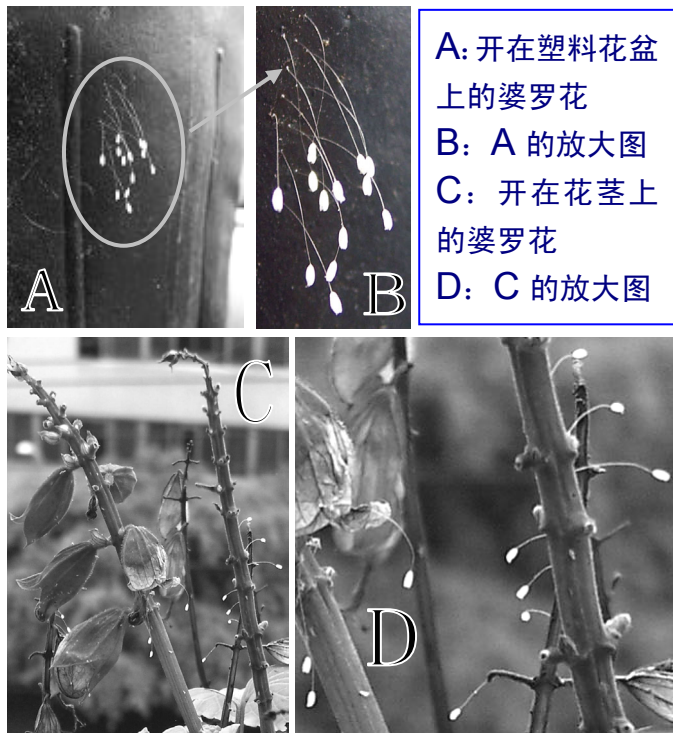 A: 开在塑料花盆
上的婆罗花
B: A 的放大图
C: 开在花茎上
的婆罗花
D: C 的放大图
A
B
C
D